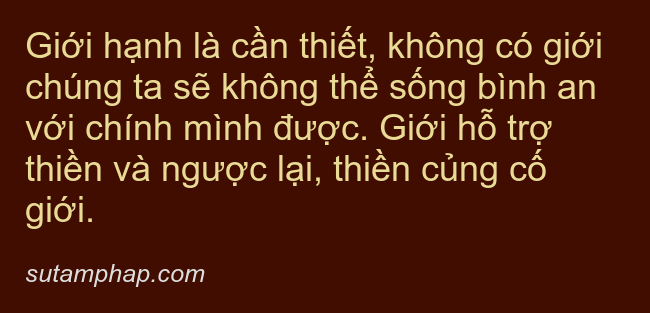 Giới hạnh là cần thiết, không có giới
chúng ta sẽ không thể sống bình an
với chính mình được. Giới hỗ trợ
thiền và ngược lại, thiền củng cố
giới.
sutamphap.com